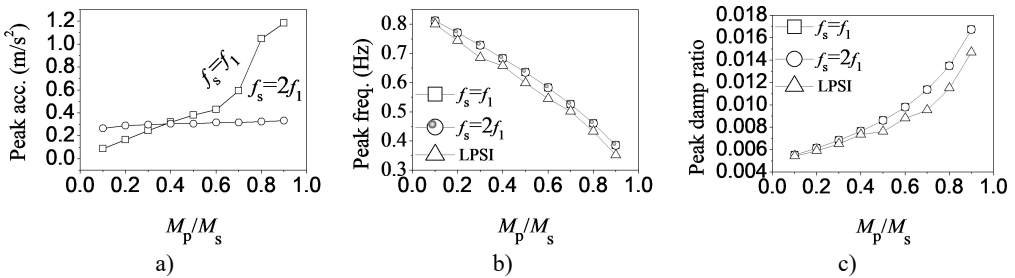 Peak acc. (m/s²)
1.2
1.0
0.8
0.6
0.4
0.2
0.0
fs=f1
fs=2f1
0.0 0.2 0.4 0.6 0.8 1.0
Mp/Ms
a)
Peak freq. (Hz)
0.8
0.7
0.6
0.5
0.4
0.3
fs=f1
fs=2f1
LPSI
0.0 0.2 0.4 0.6 0.8 1.0
Mp/Ms
b)
Peak damp ratio
0.018
0.016
0.014
0.012
0.010
0.008
0.006
0.004
fs=f1
fs=2f1
LPSI
0.0 0.2 0.4 0.6 0.8 1.0
Mp/Ms
c)